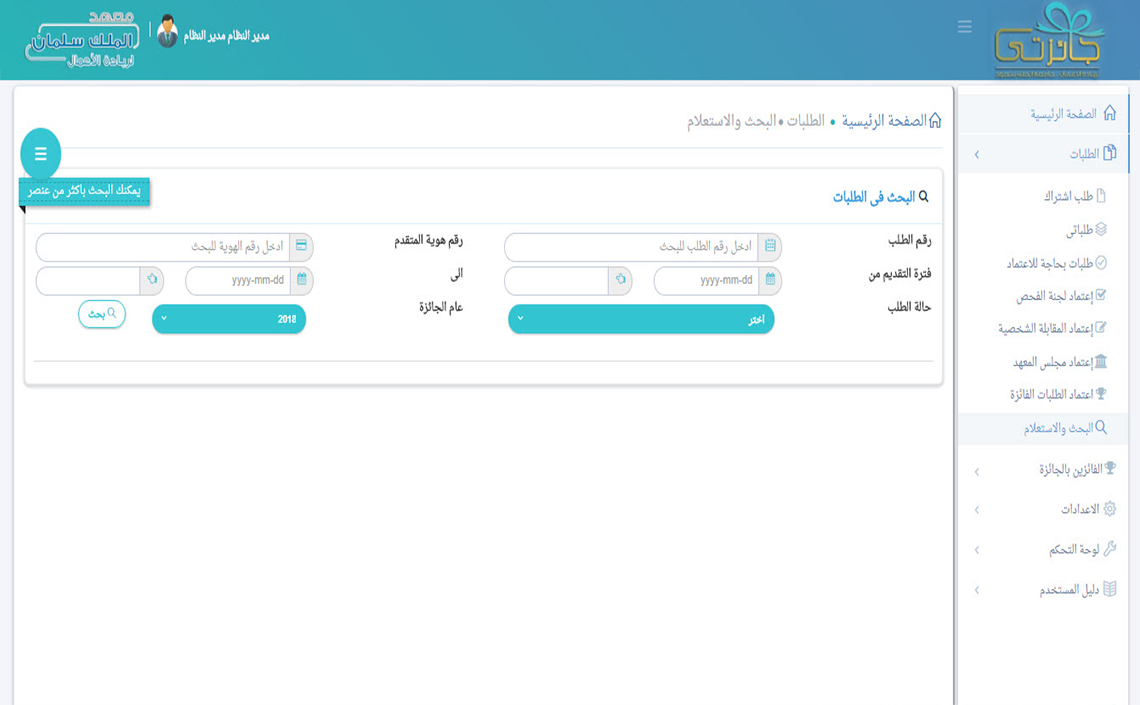 جائزتي
مدير النظام مدير النظام
معهد
الملك سلمان
لريادة الأعمال
الصفحة الرئيسية
الطلبات
طلب اشتراك
طلباتى
طلبات بحاجة للاعتماد
إعتماد لجنة الفحص
إعتماد المقابلة الشخصية
إعتماد مجلس المعهد
اعتماد الطلبات الفائزة
البحث والاستعلام
الفائزين بالجائزة
الاعدادات
لوحة التحكم
دليل المستخدم
الصفحة الرئيسية • الطلبات • البحث والاستعلام
يمكنك البحث باكثر من عنصر
البحث فى الطلبات
رقم الطلب ادخل رقم الطلب للبحث رقم هوية المتقدم ادخل رقم الهوية للبحث
فترة التقديم من yyyy-mm-dd الى yyyy-mm-dd
حالة الطلب اختر عام الجائزة 2018 بحث